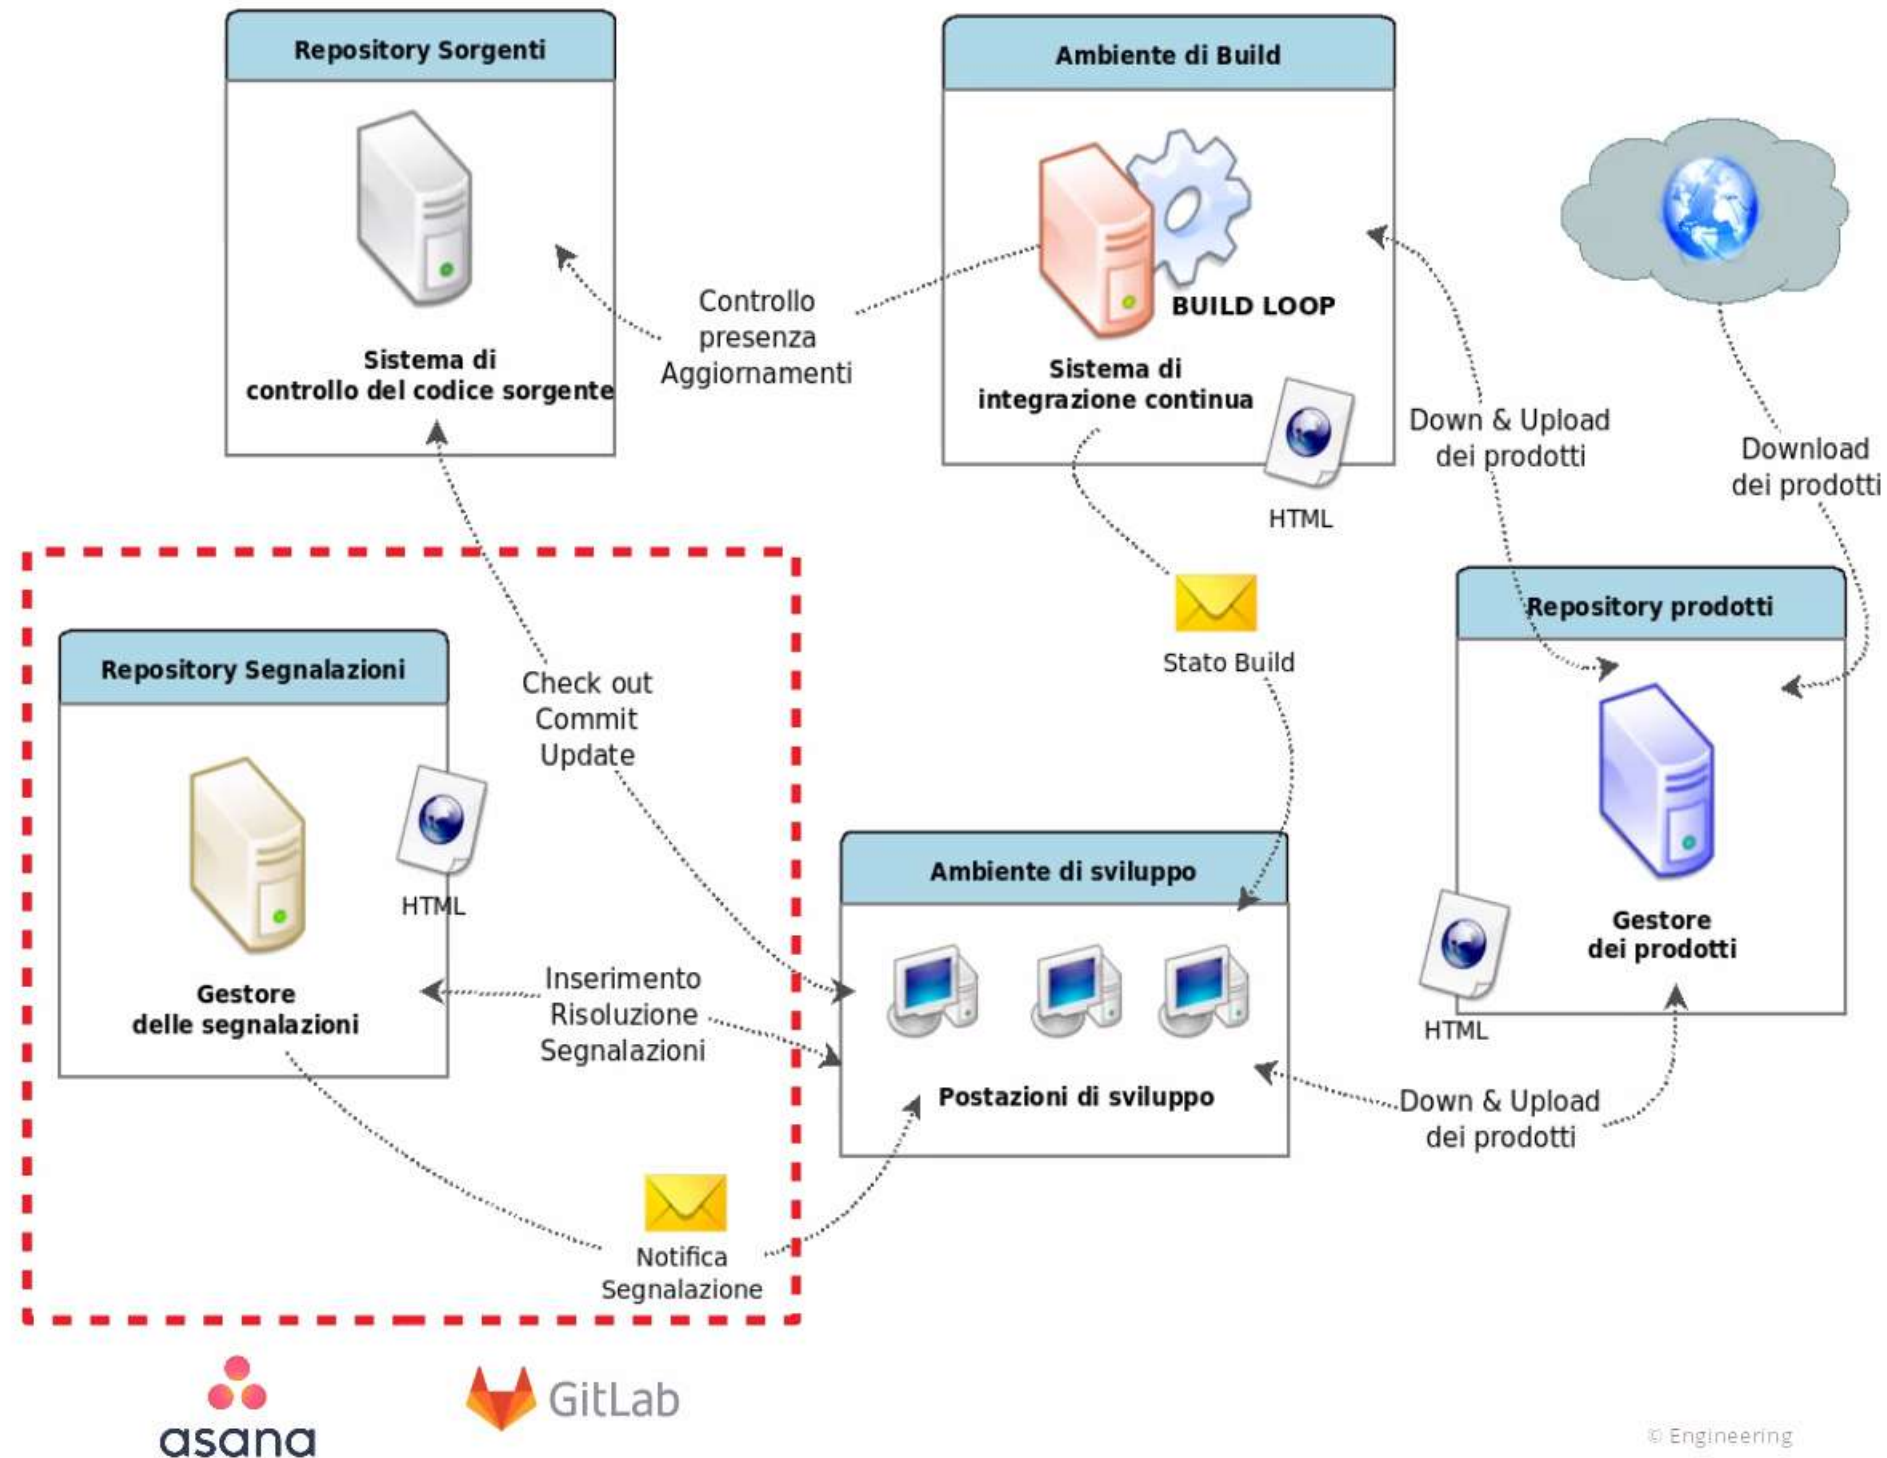 Repository Sorgenti
Sistema di
controllo del codice sorgente
Controllo
presenza
Aggiornamenti
Ambiente di Build
BUILD LOOP
Sistema di
integrazione continua
HTML
Down & Upload
dei prodotti
Download
dei prodotti
Stato Build
Repository prodotti
Gestore
dei prodotti
HTML
Repository Segnalazioni
HTML
Gestore
delle segnalazioni
Check out
Commit
Update
Inserimento
Risoluzione
Segnalazioni
Ambiente di sviluppo
Postazioni di sviluppo
Down & Upload
dei prodotti
Notifica
Segnalazione
asana
GitLab
© Engineering